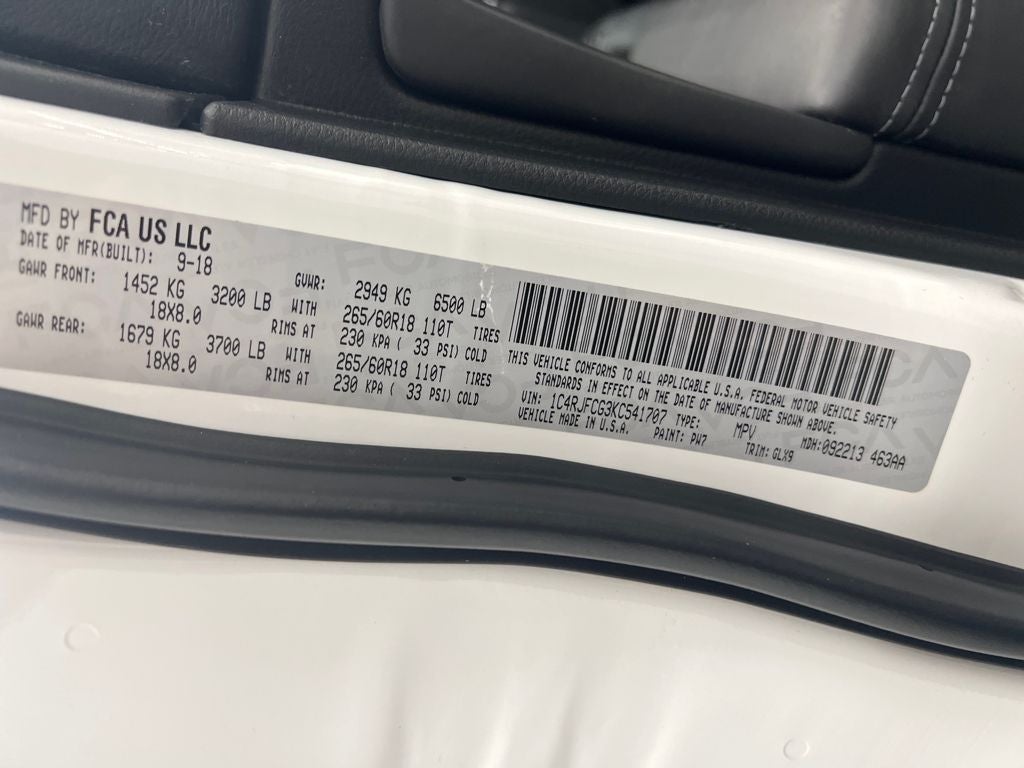 MFD BY FCA US LLC
DATE OF MFR(BUILT): 9-18
GVWR: 2949 KG 6500 LB
GAWR FRONT: 1452 KG 3200 LB WITH 265/60R18 110T TIRES
18X8.0 RIMS AT 230 KPA ( 33 PSI) COLD
GAWR REAR: 1679 KG 3700 LB WITH 265/60R18 110T TIRES
18X8.0 RIMS AT 230 KPA ( 33 PSI) COLD
THIS VEHICLE CONFORMS TO ALL APPLICABLE U.S.A. FEDERAL MOTOR VEHICLE SAFETY
STANDARDS IN EFFECT ON THE DATE OF MANUFACTURE SHOWN ABOVE.
VIN: 1C4RJFCG3KC541707 TYPE: MPV MDH:092213 463AA
VEHICLE MADE IN U.S.A. PAINT: PW7 TRIM: GLX9